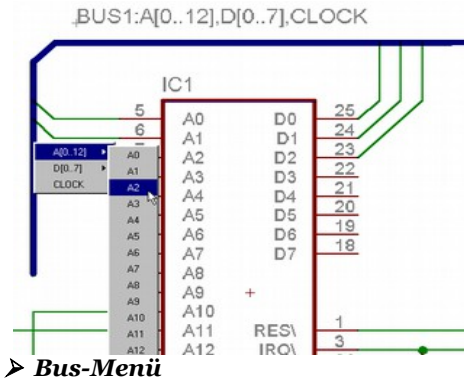 BUS1:A[0..12],D[0..7],CLOCK
IC1
5 A0 D0 25
6 A1 D1 24
A2 D2 23
A3 D3 22
A4 D4 21
A5 D5 20
A6 D6 19
A7 D7 18
A8
A9
A10
A11 RES\ 1
A12 IRQ\ 3
A[0..12]
D[0..7]
CLOCK
A0
A1
A2
A3
A4
A5
A6
A7
A8
A9
A10
A11
A12
➢ Bus-Menü